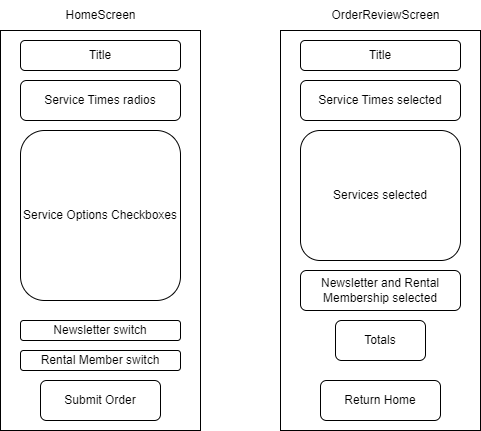 HomeScreen
Title
Service Times radios
Service Options Checkboxes
Newsletter switch
Rental Member switch
Submit Order
OrderReviewScreen
Title
Service Times selected
Services selected
Newsletter and Rental
Membership selected
Totals
Return Home